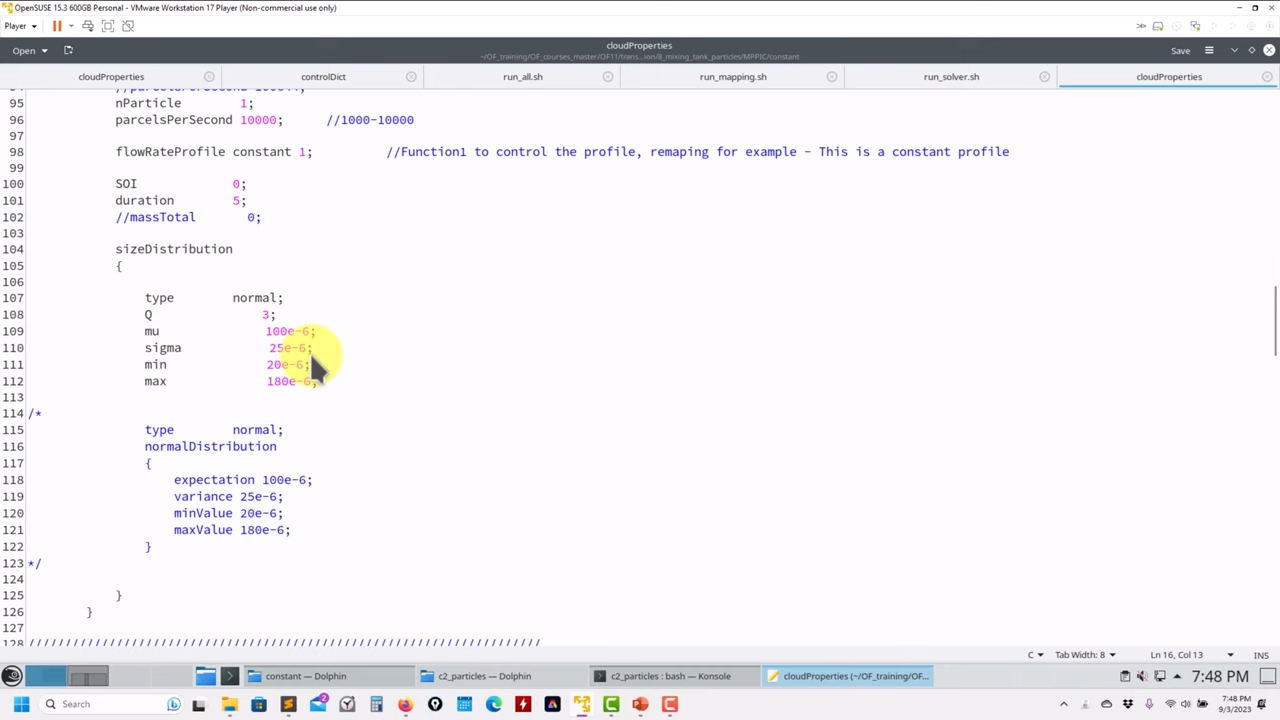 OpenSUSE 15.3 600GB Personal - VMware Workstation 17 Player (Non-commercial use only)
Player
Open
cloudProperties
Save
cloudProperties
controlDict
run_all.sh
run_mapping.sh
run_solver.sh
cloudProperties
95 nParticle 1;
96 parcelsPerSecond 10000; //1000-10000
97
98 flowRateProfile constant 1; //Function1 to control the profile, remaping for example - This is a constant profile
99
100 SOI 0;
101 duration 5;
102 //massTotal 0;
103
104 sizeDistribution
105 {
106
107 type normal;
108 Q 3;
109 mu 100e-6;
110 sigma 25e-6;
111 min 20e-6;
112 max 180e-6;
113
114 /*
115 type normal;
116 normalDistribution
117 {
118 expectation 100e-6;
119 variance 25e-6;
120 minValue 20e-6;
121 maxValue 180e-6;
122 }
123 */
124
125 }
126 }
127
128 ////////////////////////////////////////////////////////////////////////
C Tab Width: 8 Ln 16, Col 13 INS
constant — Dolphin
c2_particles — Dolphin
c2_particles : bash — Konsole
cloudProperties (~/OF_training/OF...
7:48 PM
Search
2
7:48 PM
9/3/2023